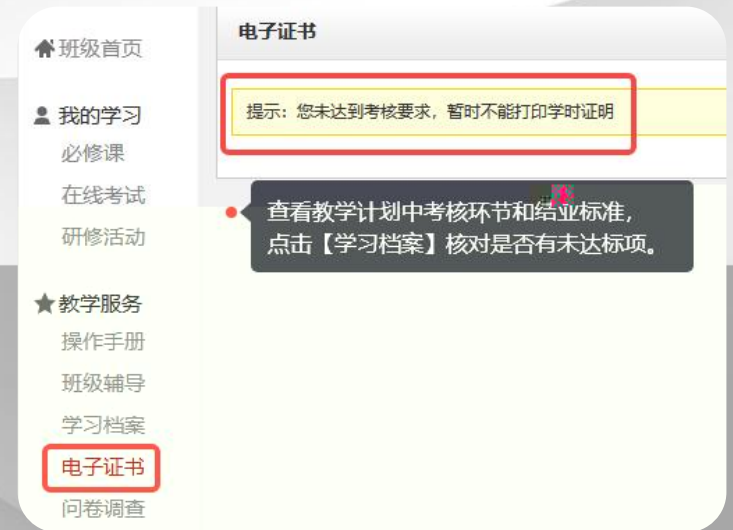 班级首页
我的学习
必修课
在线考试
研修活动
教学服务
操作手册
班级辅导
学习档案
电子证书
问卷调查
电子证书
提示：您未达到考核要求，暂时不能打印学时证明
查看教学计划中考核环节和结业标准，
点击【学习档案】核对是否有未达标项。